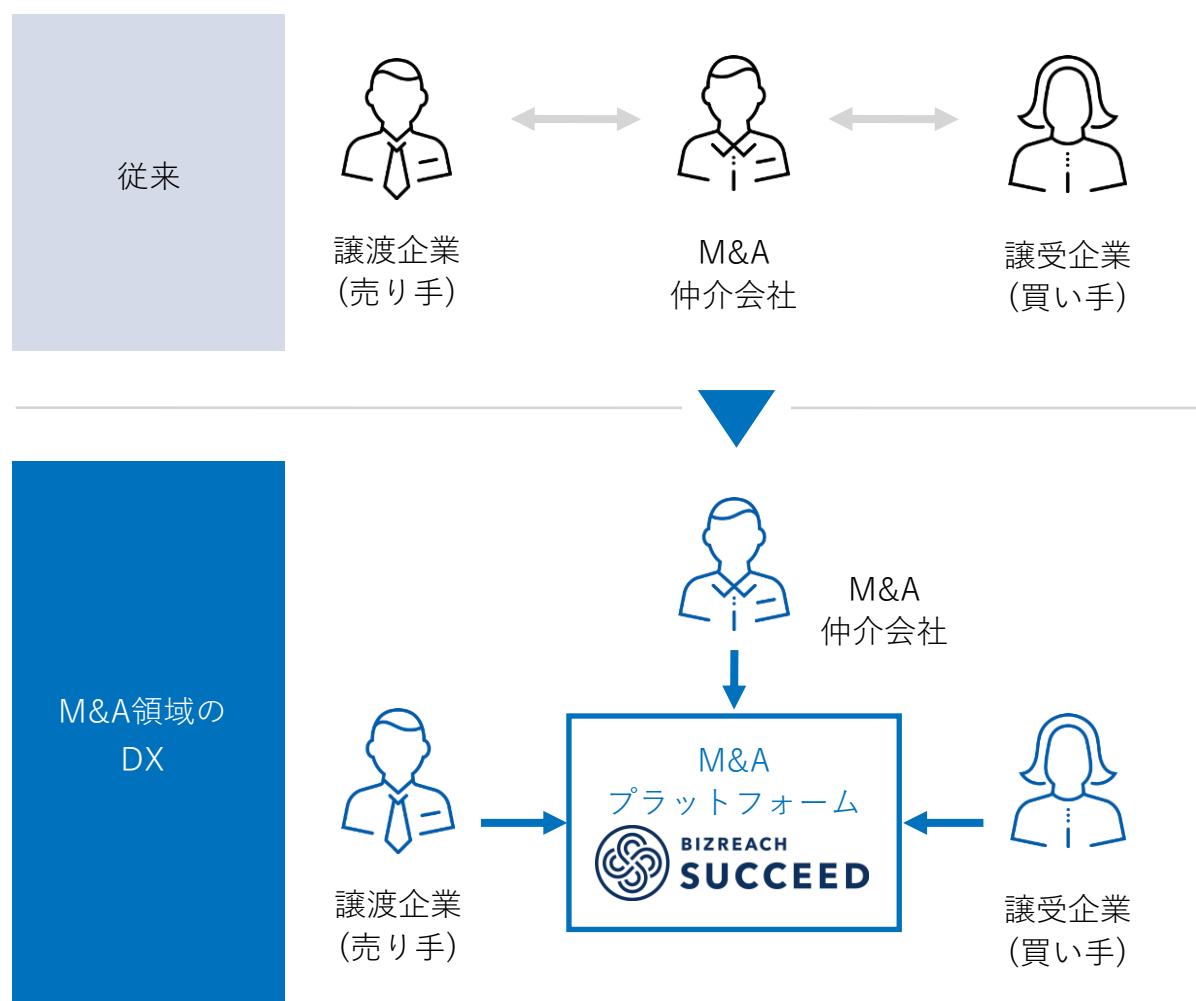 従来
譲渡企業
(売り手)
M&A
仲介会社
譲受企業
(買い手)
M&A領域の
DX
M&A
仲介会社
譲渡企業
(売り手)
M&A
プラットフォーム
BIZREACH
SUCCEED
譲受企業
(買い手)